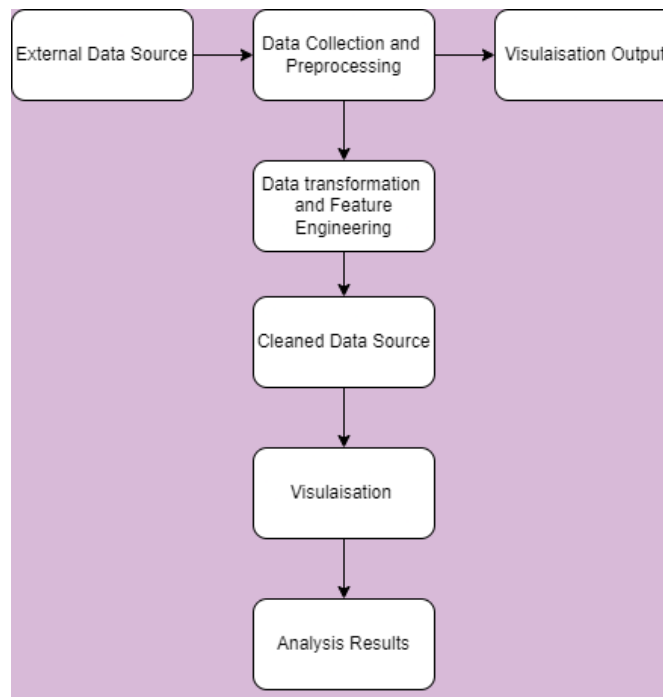 External Data Source
Data Collection and
Preprocessing
Visulaisation Output
Data transformation
and Feature
Engineering
Cleaned Data Source
Visulaisation
Analysis Results